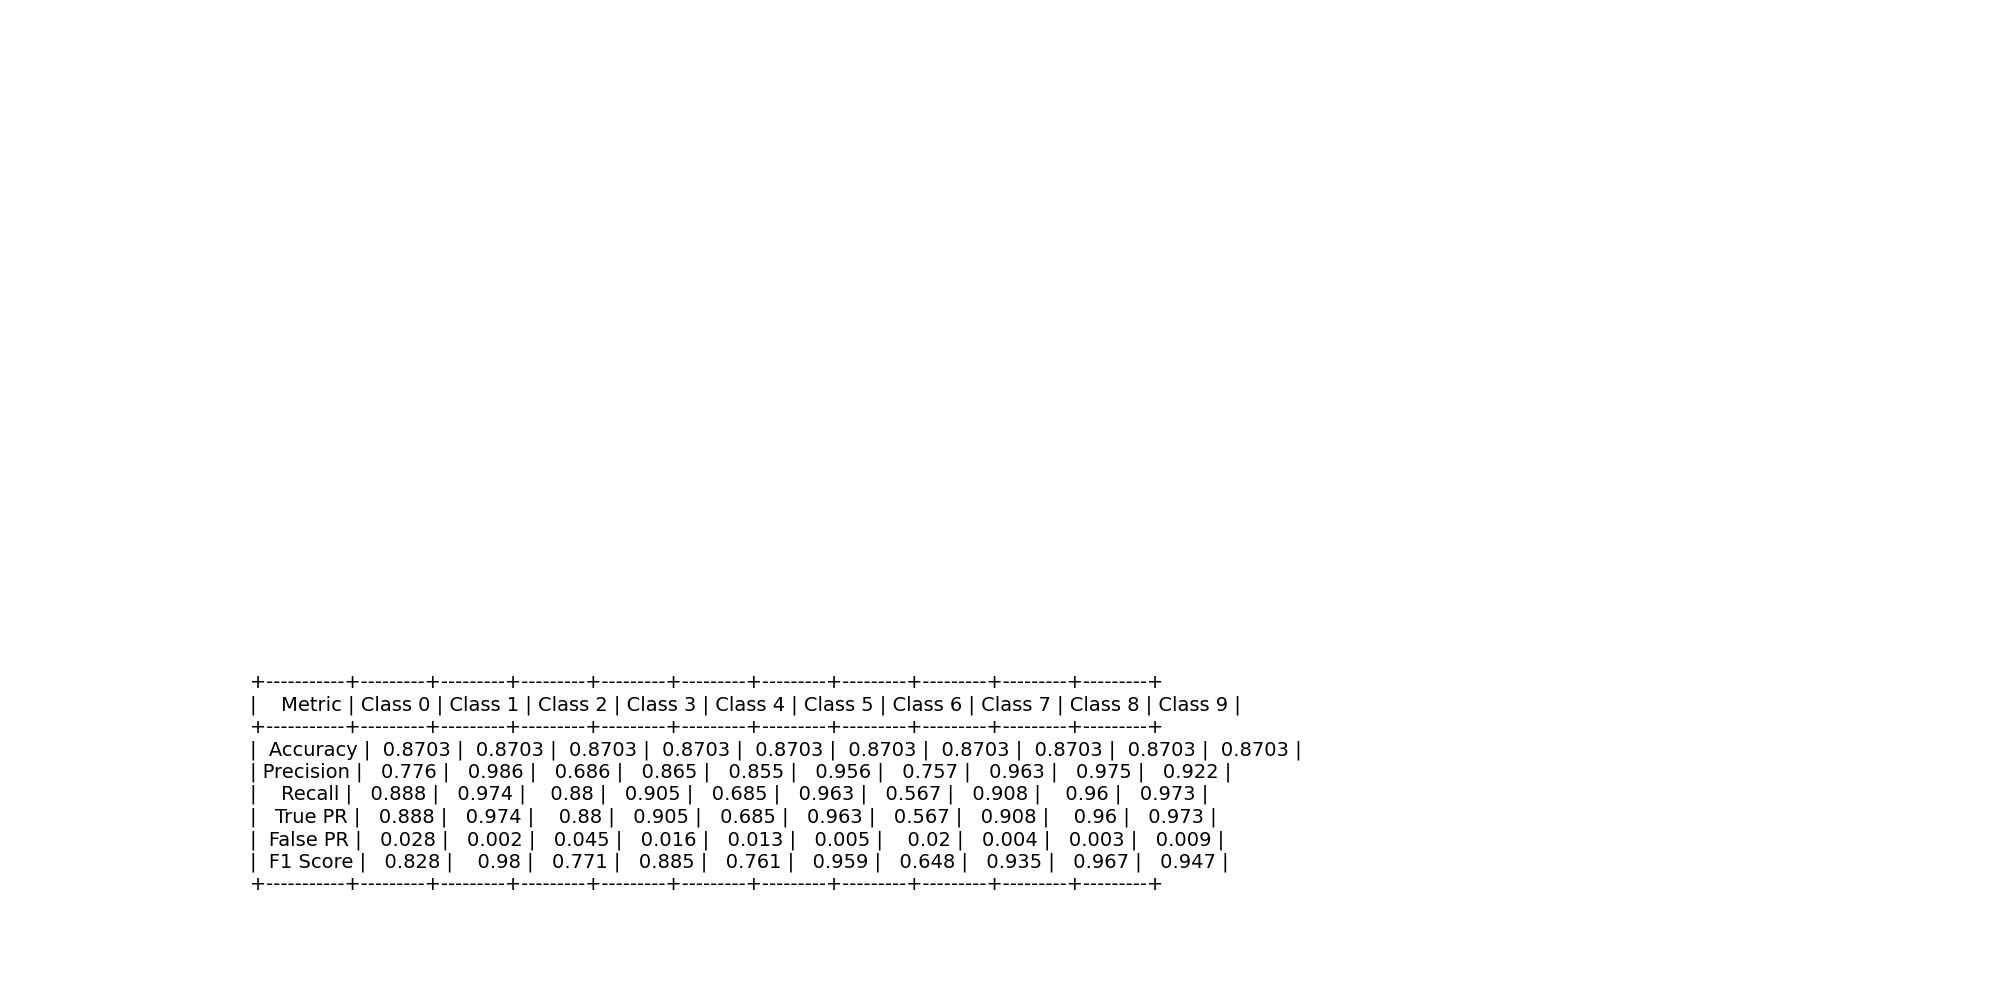 +-----------+---------+---------+---------+---------+---------+---------+---------+---------+---------+---------+
|    Metric | Class 0 | Class 1 | Class 2 | Class 3 | Class 4 | Class 5 | Class 6 | Class 7 | Class 8 | Class 9 |
+-----------+---------+---------+---------+---------+---------+---------+---------+---------+---------+---------+
|  Accuracy |  0.8703 |  0.8703 |  0.8703 |  0.8703 |  0.8703 |  0.8703 |  0.8703 |  0.8703 |  0.8703 |  0.8703 |
| Precision |   0.776 |   0.986 |   0.686 |   0.865 |   0.855 |   0.956 |   0.757 |   0.963 |   0.975 |   0.922 |
|    Recall |   0.888 |   0.974 |    0.88 |   0.905 |   0.685 |   0.963 |   0.567 |   0.908 |    0.96 |   0.973 |
|   True PR |   0.888 |   0.974 |    0.88 |   0.905 |   0.685 |   0.963 |   0.567 |   0.908 |    0.96 |   0.973 |
|  False PR |   0.028 |   0.002 |   0.045 |   0.016 |   0.013 |   0.005 |    0.02 |   0.004 |   0.003 |   0.009 |
|  F1 Score |   0.828 |    0.98 |   0.771 |   0.885 |   0.761 |   0.959 |   0.648 |   0.935 |   0.967 |   0.947 |
+-----------+---------+---------+---------+---------+---------+---------+---------+---------+---------+---------+